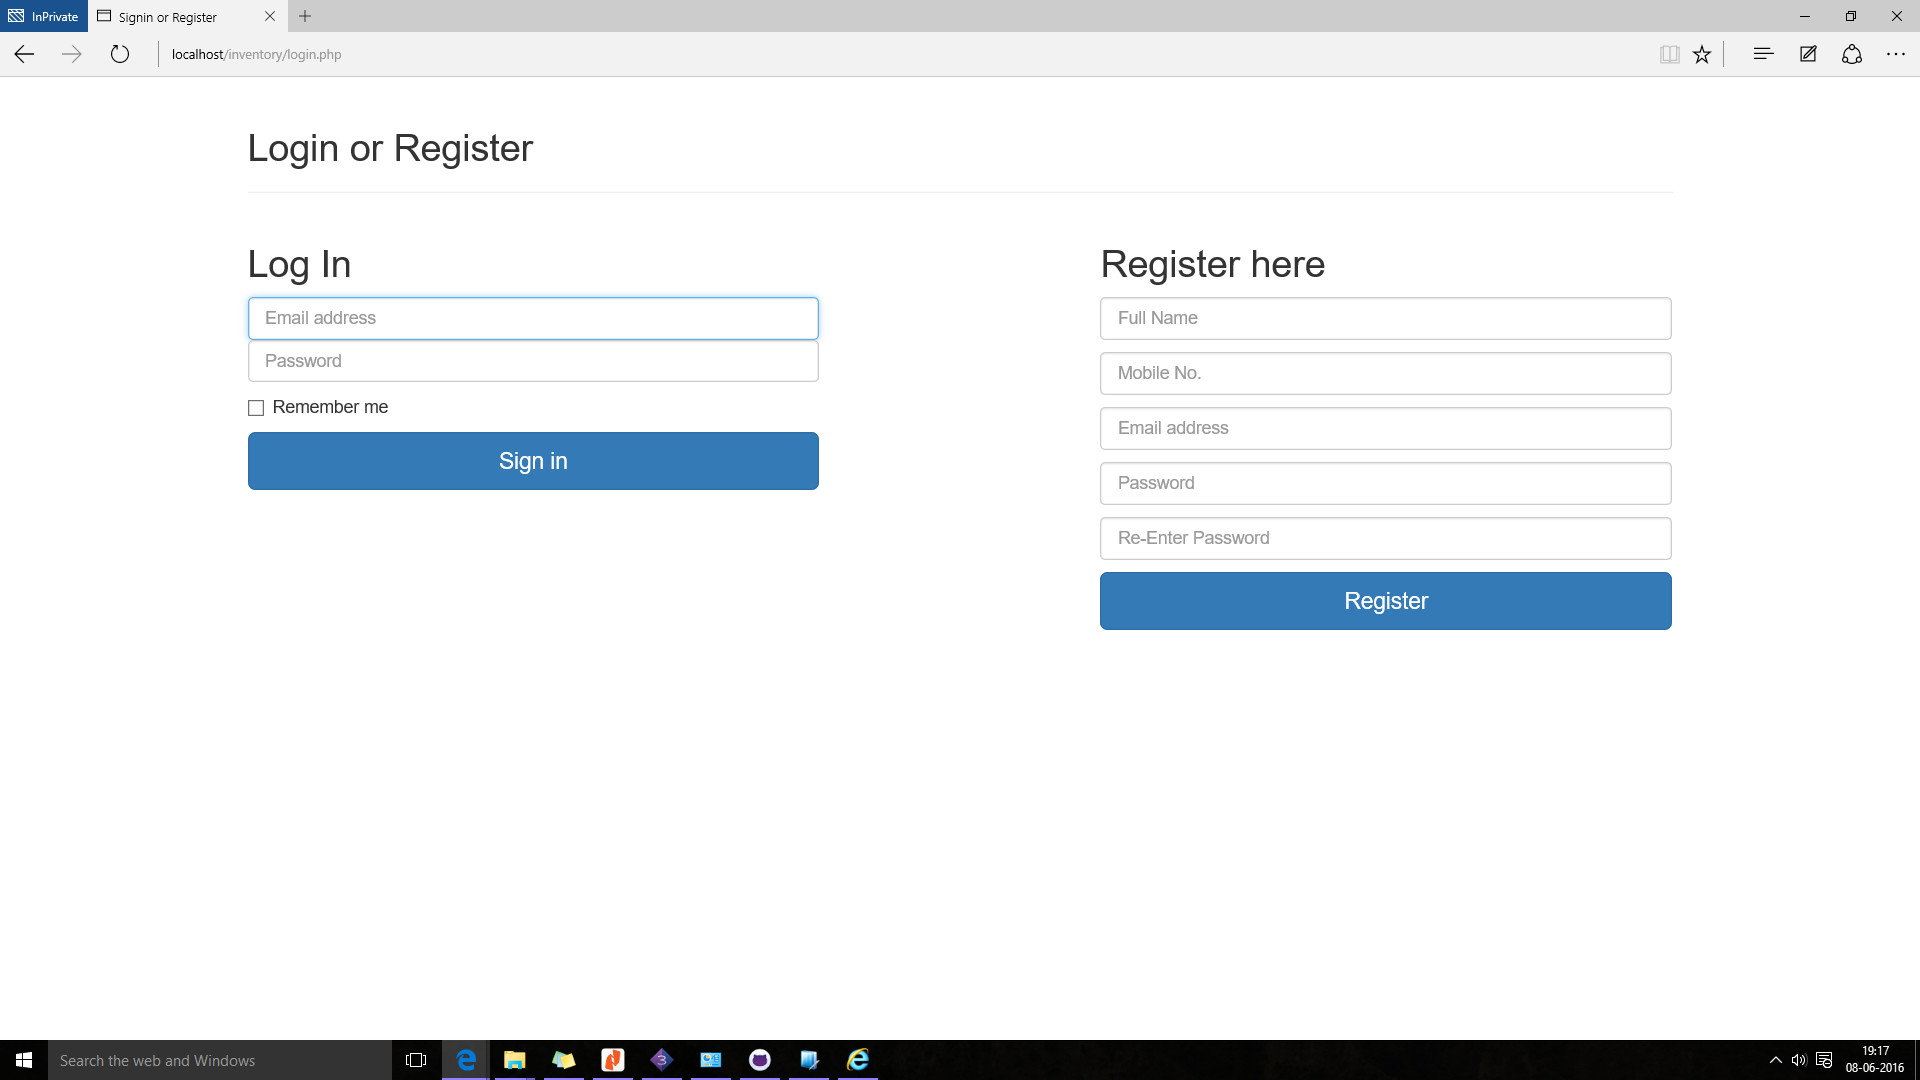 InPrivate
Signin or Register
localhost/inventory/login.php
Login or Register
Log In
Email address
Password
Remember me
Sign in
Register here
Full Name
Mobile No.
Email address
Password
Re-Enter Password
Register
Search the web and Windows
3
19:17
08-06-2016